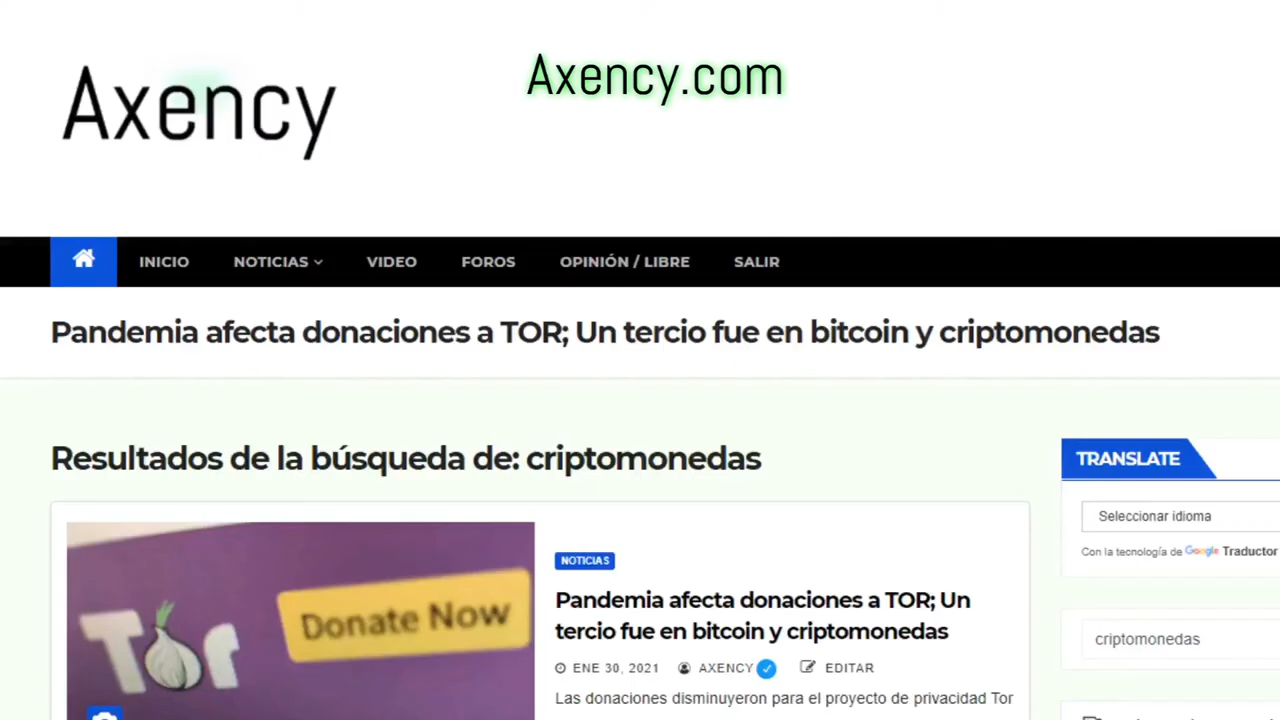 Axency
Axency.com
INICIO NOTICIAS VIDEO FOROS OPINIÓN / LIBRE SALIR
Pandemia afecta donaciones a TOR; Un tercio fue en bitcoin y criptomonedas
Resultados de la búsqueda de: criptomonedas
TRANSLATE
Seleccionar idioma
Con la tecnología de Google Traductor
criptomonedas
Tor
Donate Now
NOTICIAS
Pandemia afecta donaciones a TOR; Un
tercio fue en bitcoin y criptomonedas
ENE 30, 2021 AXENCY EDITAR
Las donaciones disminuyeron para el proyecto de privacidad Tor